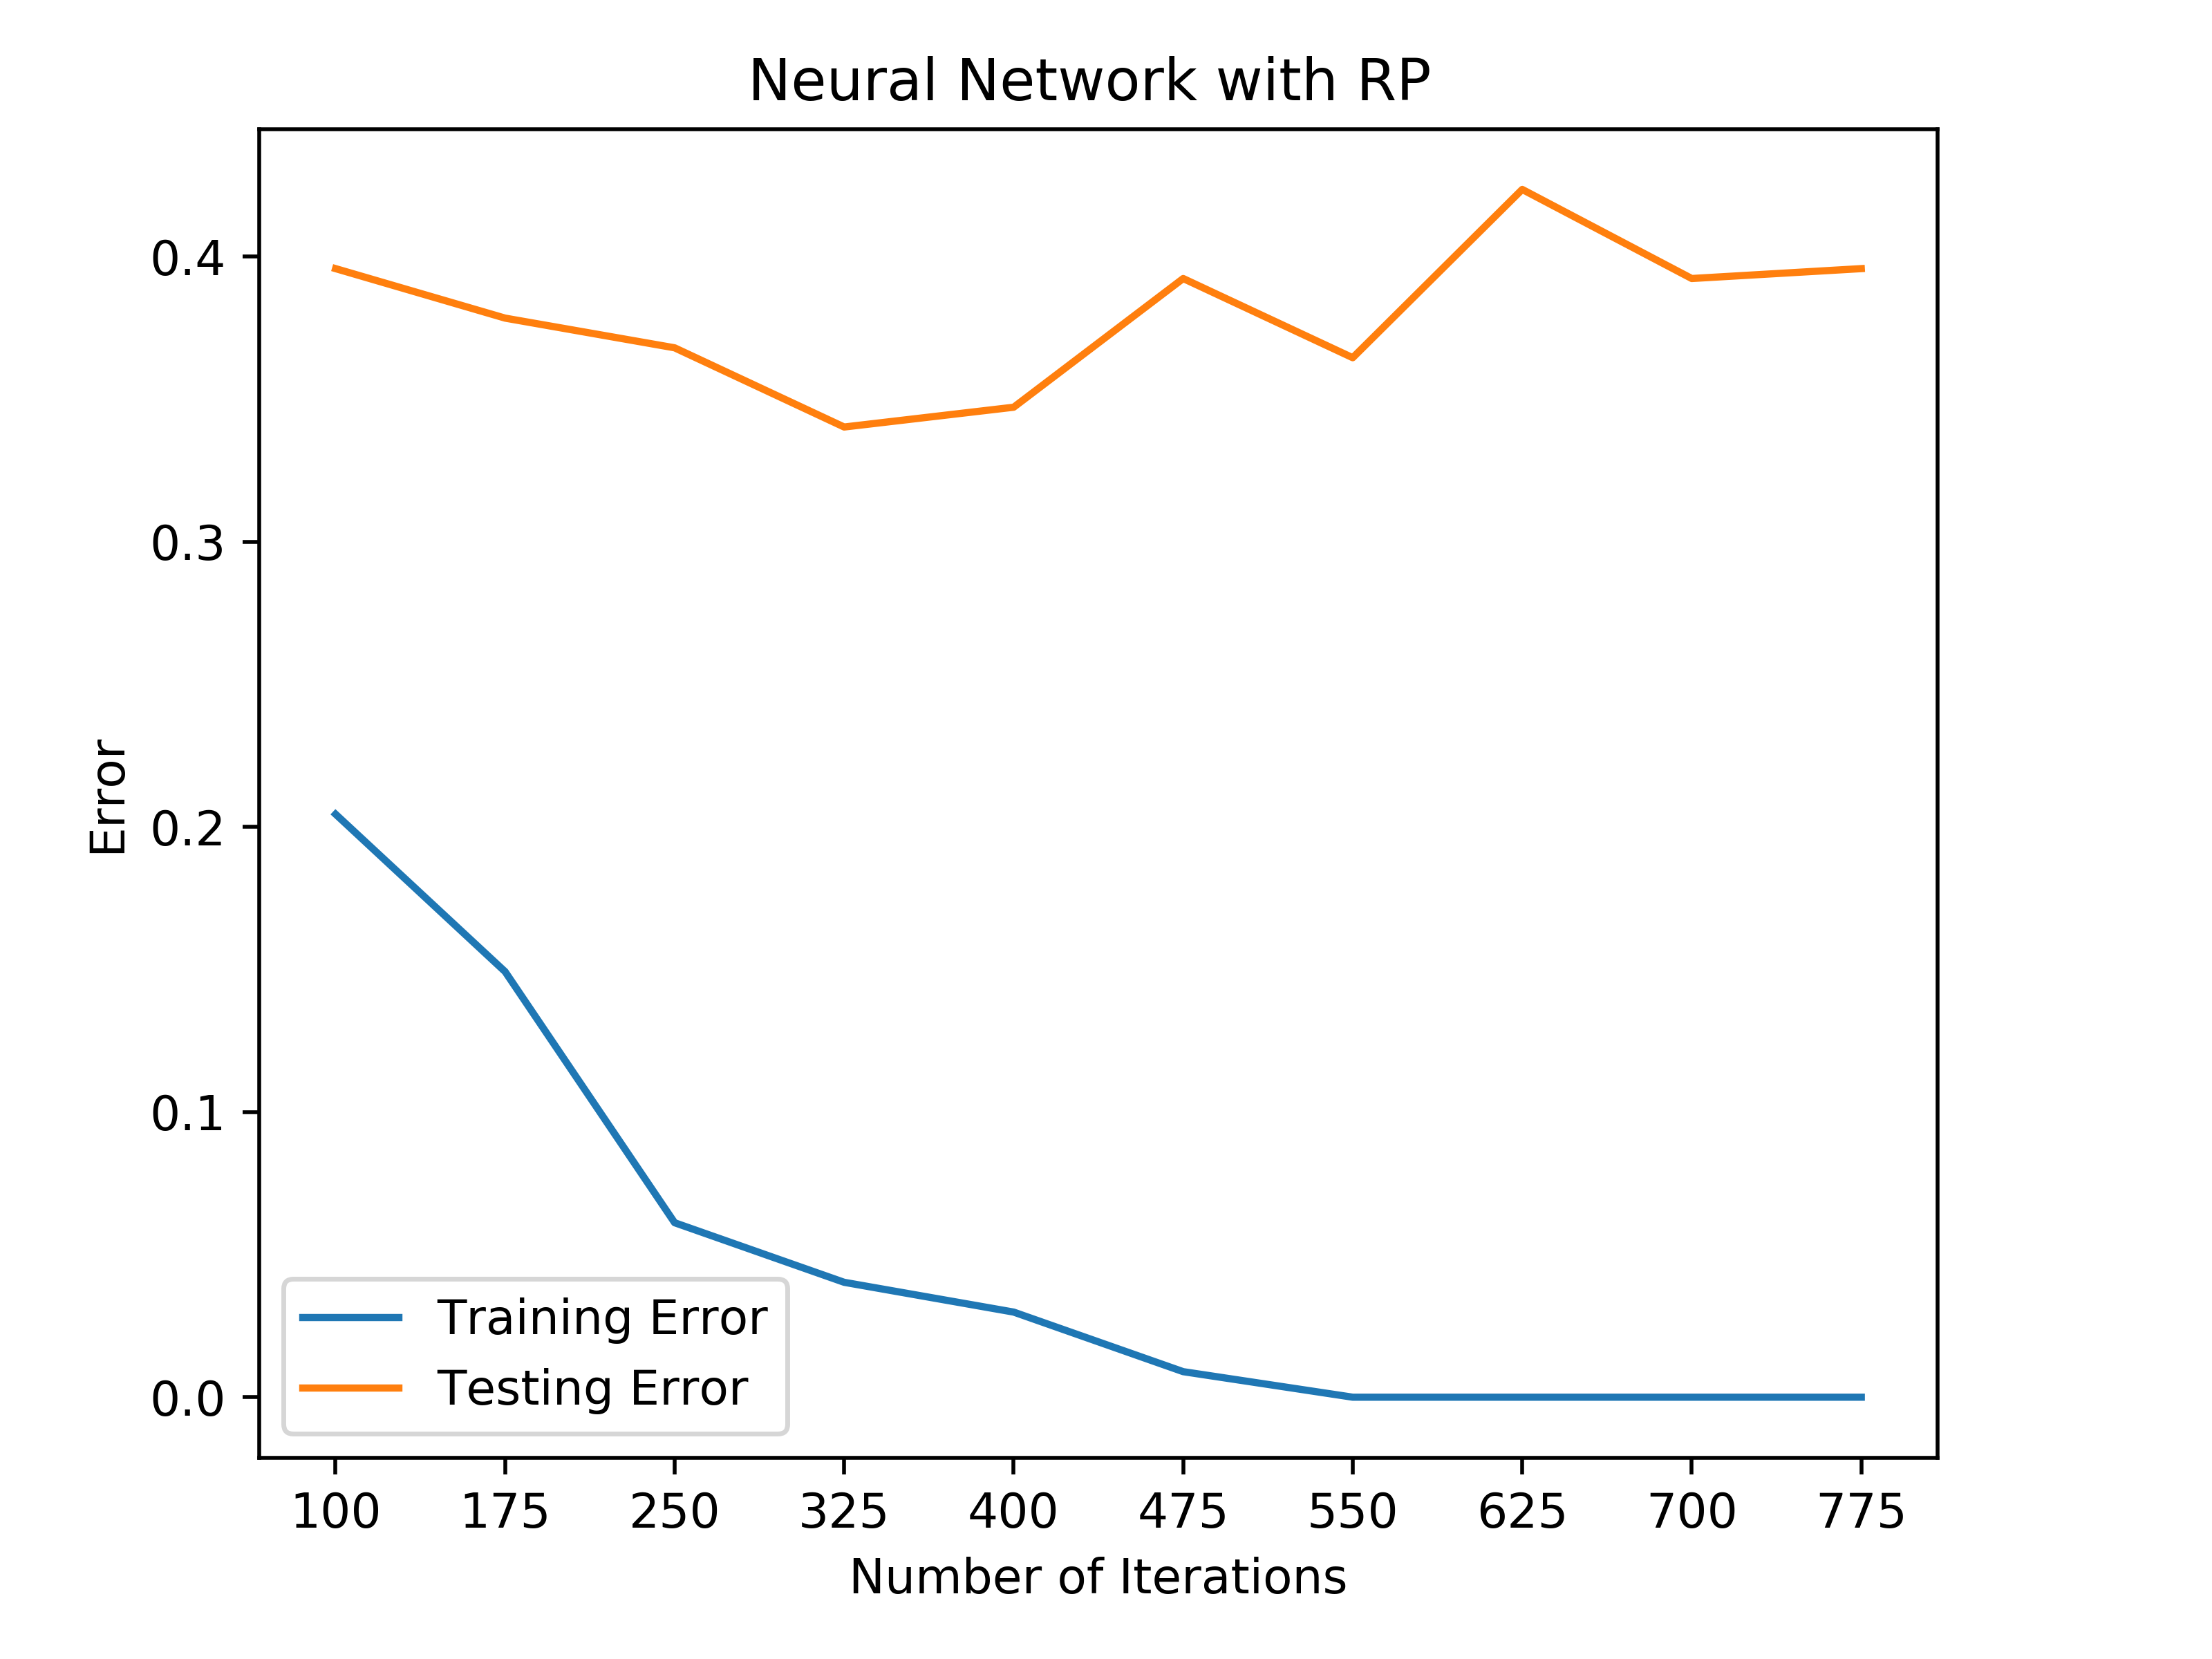 Neural Network with RP
Error
0.4
0.3
0.2
0.1
0.0
Training Error
Testing Error
100 175 250 325 400 475 550 625 700 775
Number of Iterations